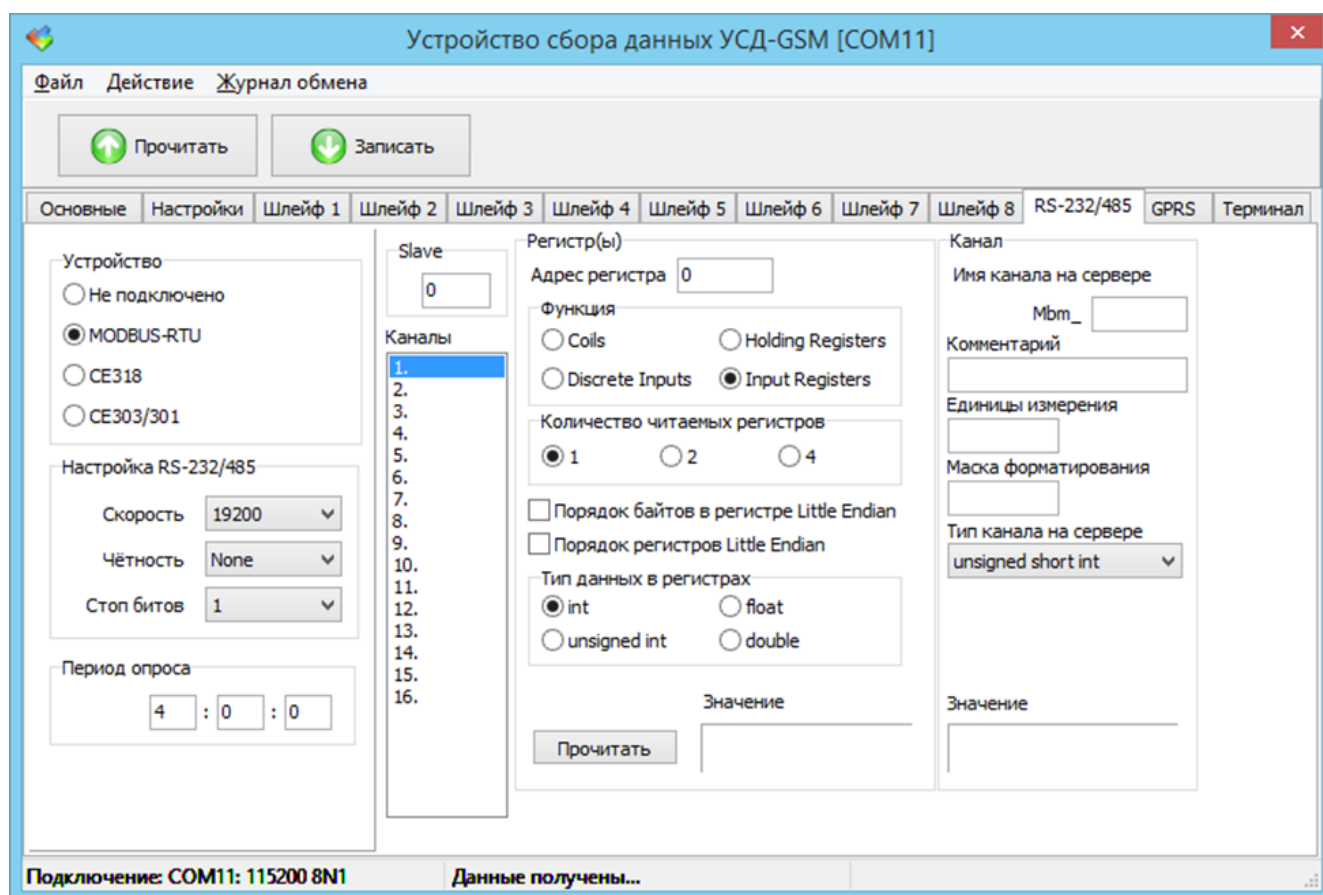 Устройство сбора данных УСД-GSM [COM11]
Файл Действие Журнал обмена
Прочитать Записать
Основные Настройки Шлейф 1 Шлейф 2 Шлейф 3 Шлейф 4 Шлейф 5 Шлейф 6 Шлейф 7 Шлейф 8 RS-232/485 GPRS Терминал
Устройство
Не подключено
MODBUS-RTU
CE318
CE303/301
Настройка RS-232/485
Скорость 19200
Чётность None
Стоп битов 1
Период опроса
4 : 0 : 0
Slave
0
Каналы
1.
2.
3.
4.
5.
6.
7.
8.
9.
10.
11.
12.
13.
14.
15.
16.
Регистр(ы)
Адрес регистра 0
Функция
Coils Holding Registers
Discrete Inputs Input Registers
Количество читаемых регистров
1 2 4
Порядок байтов в регистре Little Endian
Порядок регистров Little Endian
Тип данных в регистрах
int float
unsigned int double
Значение
Прочитать
Канал
Имя канала на сервере
Mbm_
Комментарий
Единицы измерения
Маска форматирования
Тип канала на сервере
unsigned short int
Значение
Подключение: COM11: 115200 8N1 Данные получены...